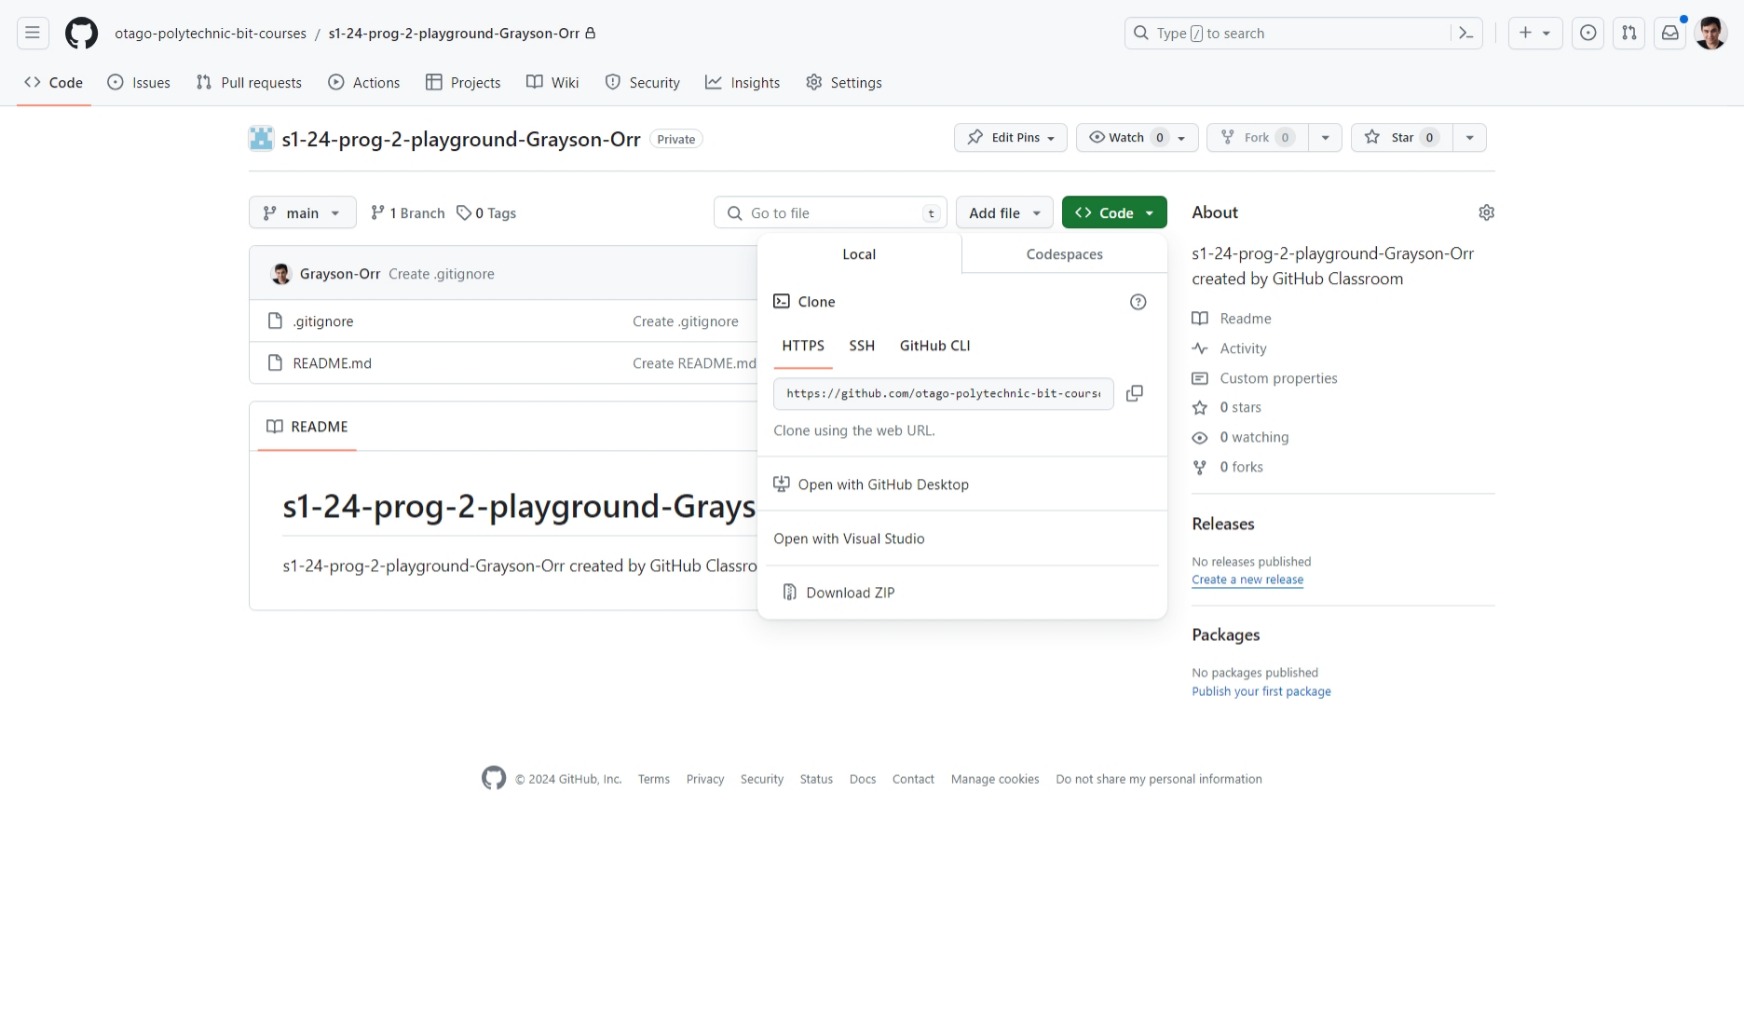 otago-polytechnic-bit-courses / s1-24-prog-2-playground-Grayson-Orr
Type / to search
Code Issues Pull requests Actions Projects Wiki Security Insights Settings
s1-24-prog-2-playground-Grayson-Orr Private
Edit Pins Watch 0 Fork 0 Star 0
main 1 Branch 0 Tags
Go to file t Add file Code
Grayson-Orr Create .gitignore
.gitignore Create .gitignore
README.md Create README.md
README
s1-24-prog-2-playground-Grays
s1-24-prog-2-playground-Grayson-Orr created by GitHub Classro
Local Codespaces
Clone
HTTPS SSH GitHub CLI
https://github.com/otago-polytechnic-bit-course
Clone using the web URL.
Open with GitHub Desktop
Open with Visual Studio
Download ZIP
About
s1-24-prog-2-playground-Grayson-Orr
created by GitHub Classroom
Readme
Activity
Custom properties
0 stars
0 watching
0 forks
Releases
No releases published
Create a new release
Packages
No packages published
Publish your first package
© 2024 GitHub, Inc. Terms Privacy Security Status Docs Contact Manage cookies Do not share my personal information